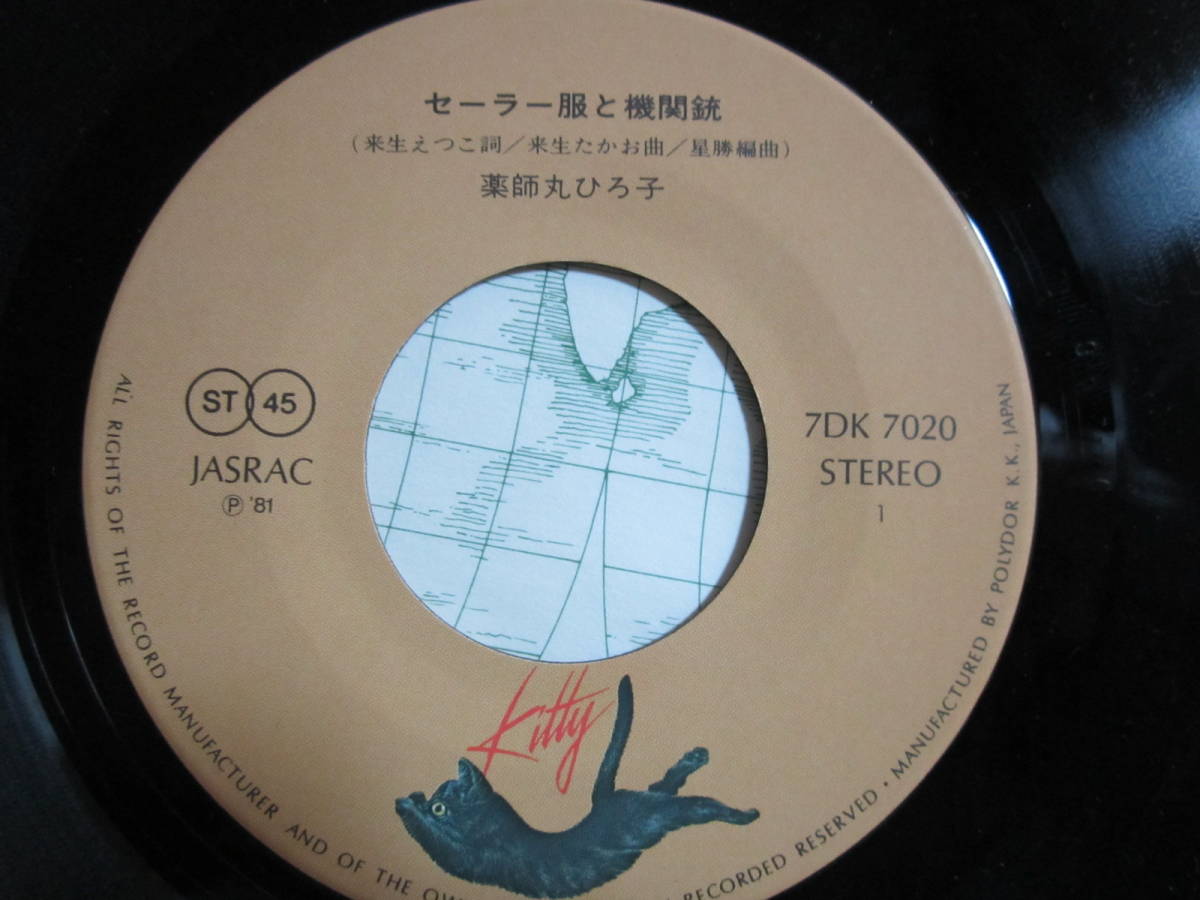 セーラー服と機関銃
(来生えつこ詞／来生たかお曲／星勝編曲)
薬師丸ひろ子
ST 45
JASRAC
Ⓟ '81
7DK 7020
STEREO
1
Kitty
ALL RIGHTS OF THE RECORD MANUFACTURER AND OF THE RECORDED RESERVED · MANUFACTURED BY POLYDOR K.K., JAPAN